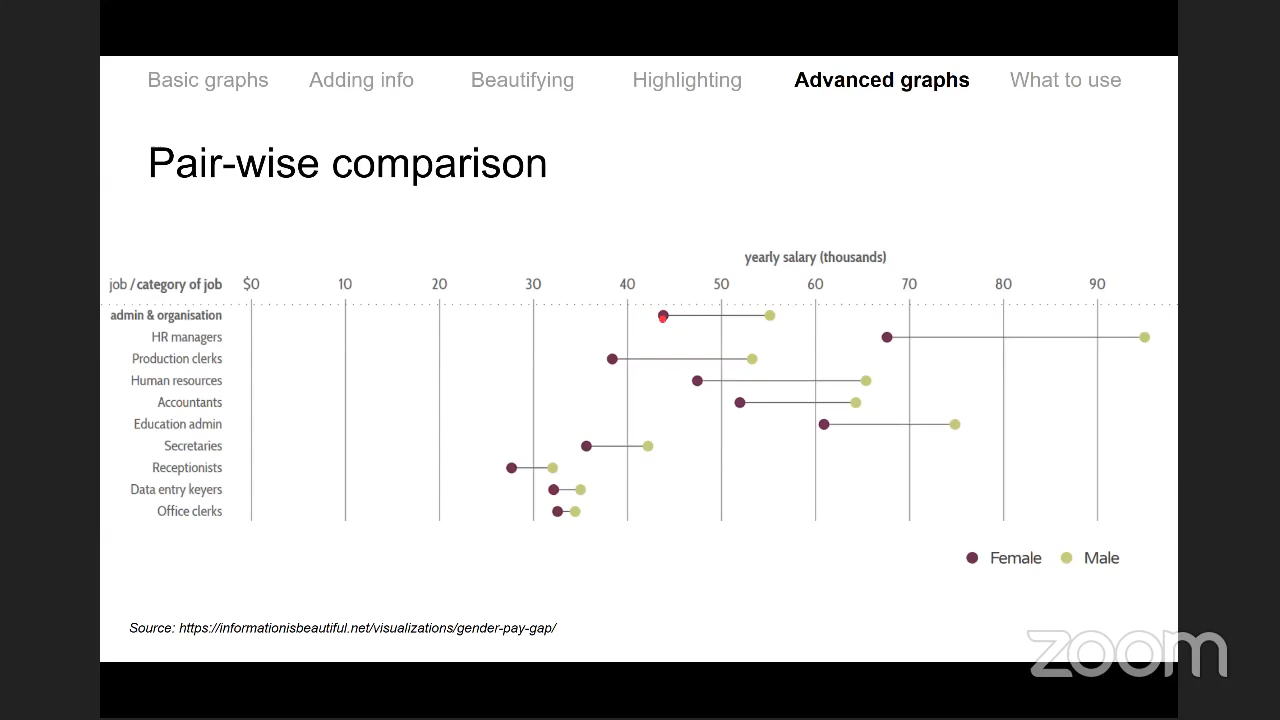 Basic graphs Adding info Beautifying Highlighting Advanced graphs What to use
Pair-wise comparison
yearly salary (thousands)
job / category of job $0 10 20 30 40 50 60 70 80 90
admin & organisation
HR managers
Production clerks
Human resources
Accountants
Education admin
Secretaries
Receptionists
Data entry keyers
Office clerks
Female Male
Source: https://informationisbeautiful.net/visualizations/gender-pay-gap/
zoom